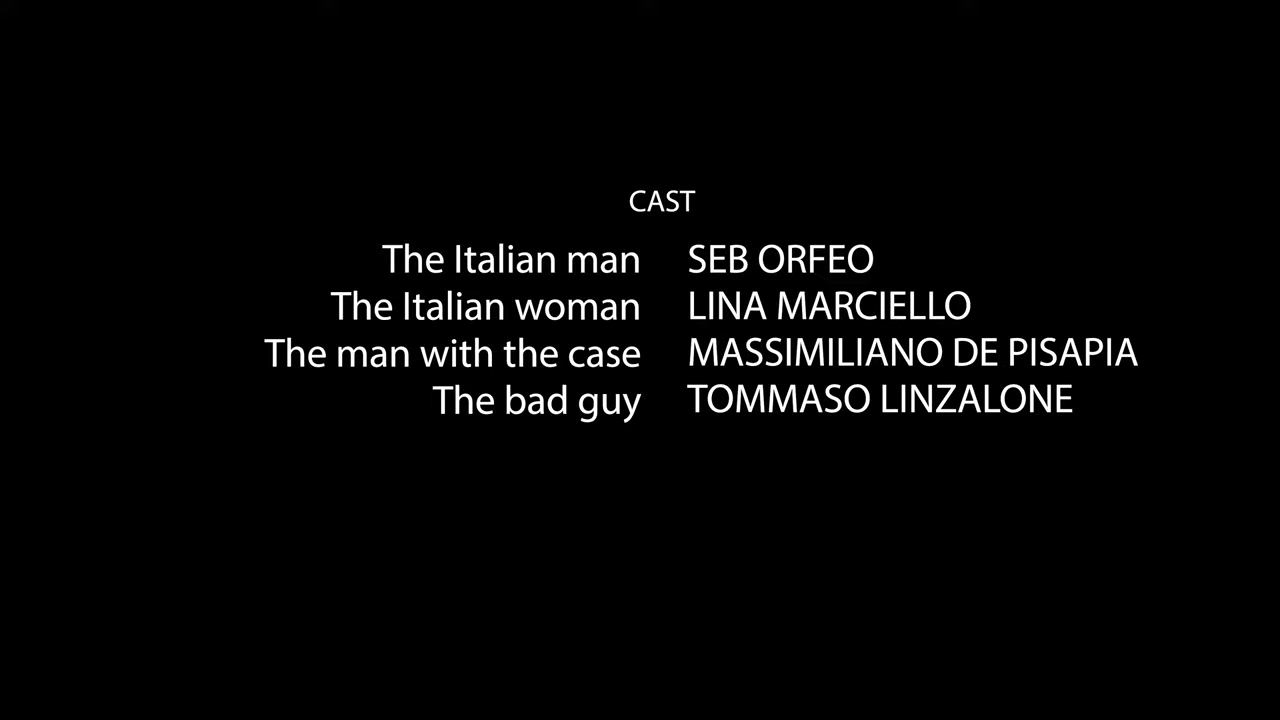 CAST
The Italian man SEB ORFEO
The Italian woman LINA MARCIELLO
The man with the case MASSIMILIANO DE PISAPIA
The bad guy TOMMASO LINZALONE